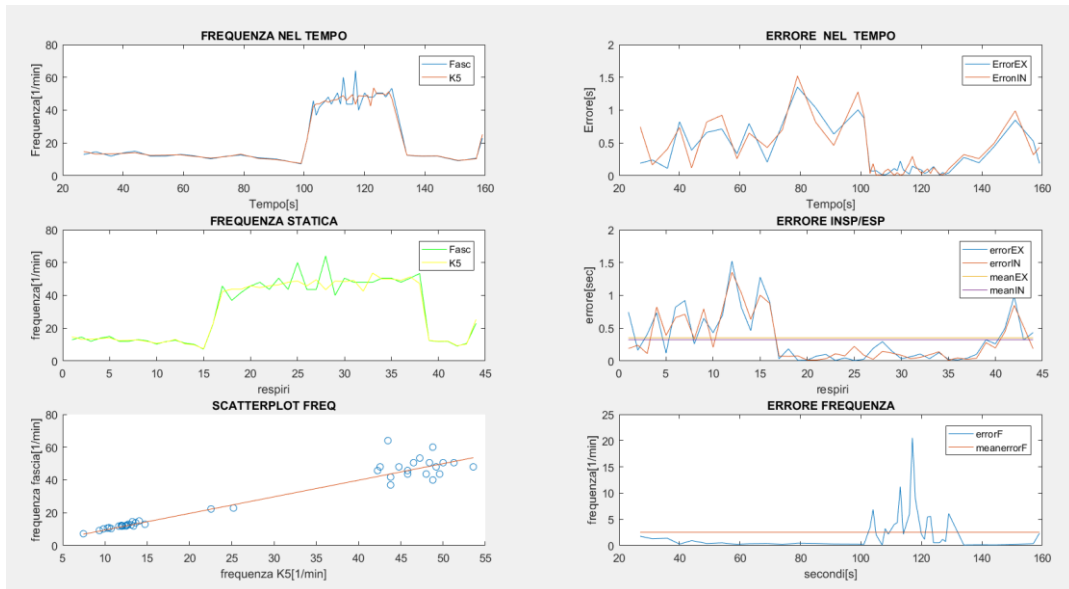 FREQUENZA NEL TEMPO
80
60
40
20
0
Frequenza[1/min]
Fasc
K5
20 40 60 80 100 120 140 160
Tempo[s]
ERRORE NEL TEMPO
2
1.5
1
0.5
0
Errore[s]
ErrorEX
ErronIN
20 40 60 80 100 120 140 160
Tempo[s]
FREQUENZA STATICA
80
60
40
20
0
frequenza[1/min]
Fasc
K5
0 5 10 15 20 25 30 35 40 45
respiri
ERRORE INSP/ESP
2
1.5
1
0.5
0
errore[sec]
errorEX
errorIN
meanEX
meanIN
0 5 10 15 20 25 30 35 40 45
respiri
SCATTERPLOT FREQ
80
60
40
20
0
frequenza fascia[1/min]
5 10 15 20 25 30 35 40 45 50 55
frequenza K5[1/min]
ERRORE FREQUENZA
25
20
15
10
5
0
frequenza[1/min]
errorF
meanerrorF
20 40 60 80 100 120 140 160
secondi[s]